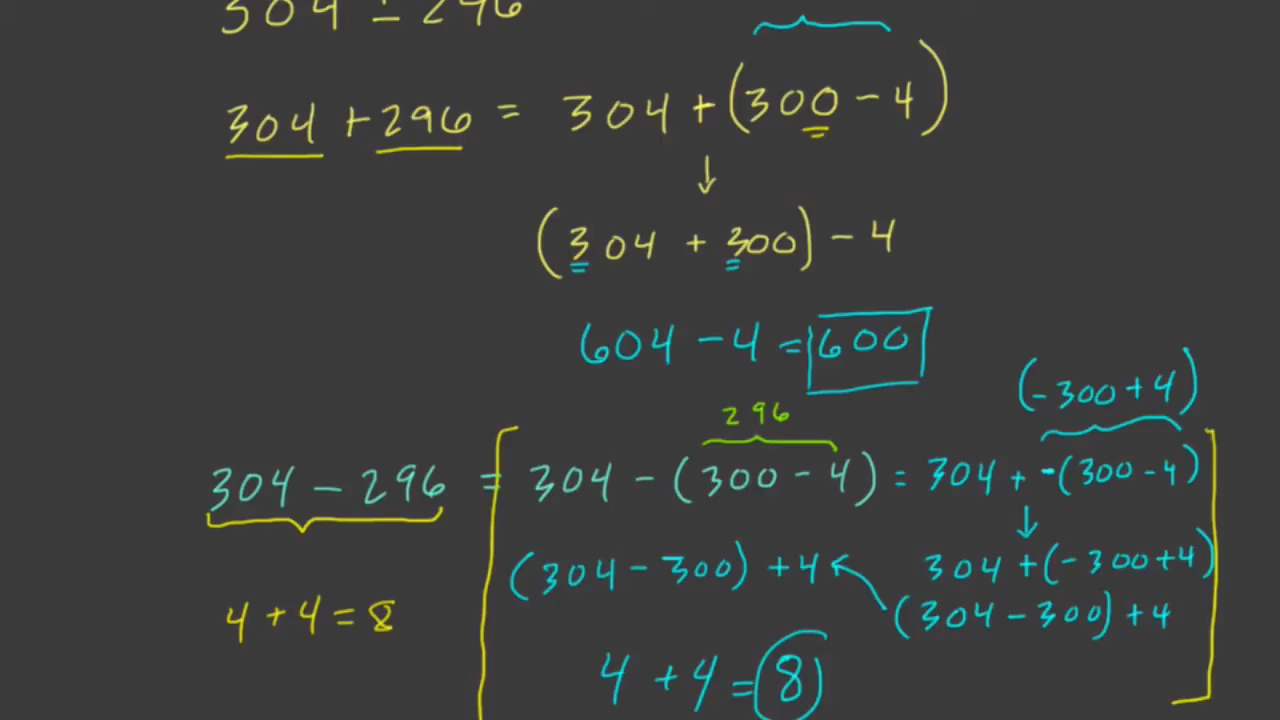 304 ± 296
304 + 296 = 304 + (300 - 4)
↓
(304 + 300) - 4
604 - 4 = 600
(-300 + 4)
296
304 - 296 = 304 - (300 - 4) = 304 + -(300 - 4)
↓
(304 - 300) + 4
304 + (-300 + 4)
(304 - 300) + 4
4 + 4 = 8
4 + 4 = 8